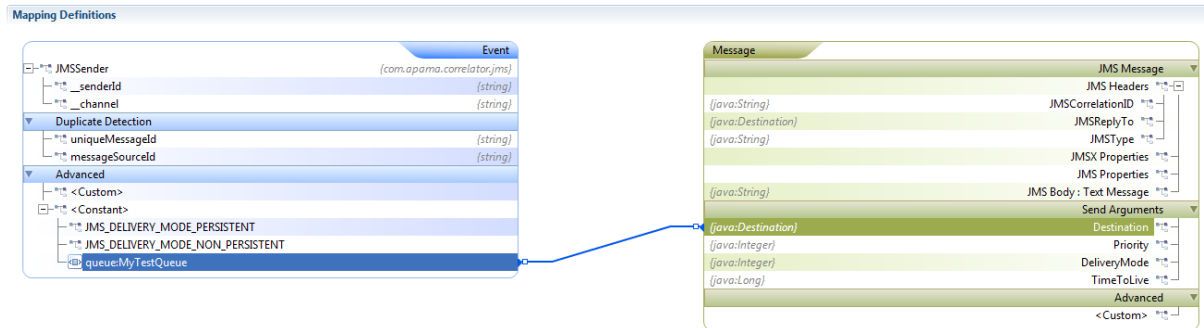 Mapping Definitions
Event
JMSSender {com.apama.correlator.jms}
__senderId {string}
__channel {string}
Duplicate Detection
uniqueMessageId {string}
messageSourceId {string}
Advanced
<Custom>
<Constant>
JMS_DELIVERY_MODE_PERSISTENT
JMS_DELIVERY_MODE_NON_PERSISTENT
queue:MyTestQueue
Message
JMS Message
JMS Headers
{java:String} JMSCorrelationID
{java:Destination} JMSReplyTo
{java:String} JMSType
JMSX Properties
JMS Properties
{java:String} JMS Body : Text Message
Send Arguments
{java:Destination} Destination
{java:Integer} Priority
{java:Integer} DeliveryMode
{java:Long} TimeToLive
Advanced
<Custom>